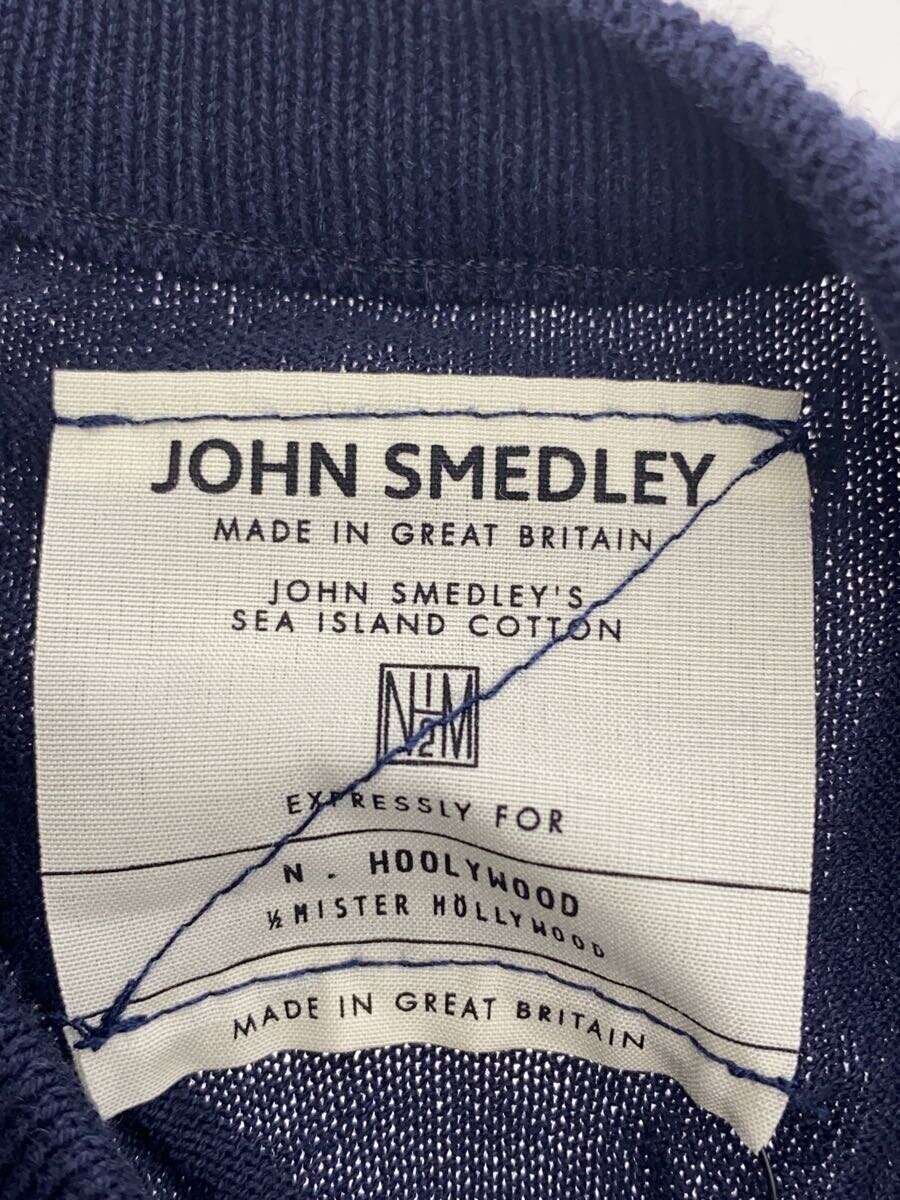 JOHN SMEDLEY
MADE IN GREAT BRITAIN
JOHN SMEDLEY'S
SEA ISLAND COTTON
N½M
EXPRESSLY FOR
N . HOOLYWOOD
½ MISTER HÖLLYWOOD
MADE IN GREAT BRITAIN